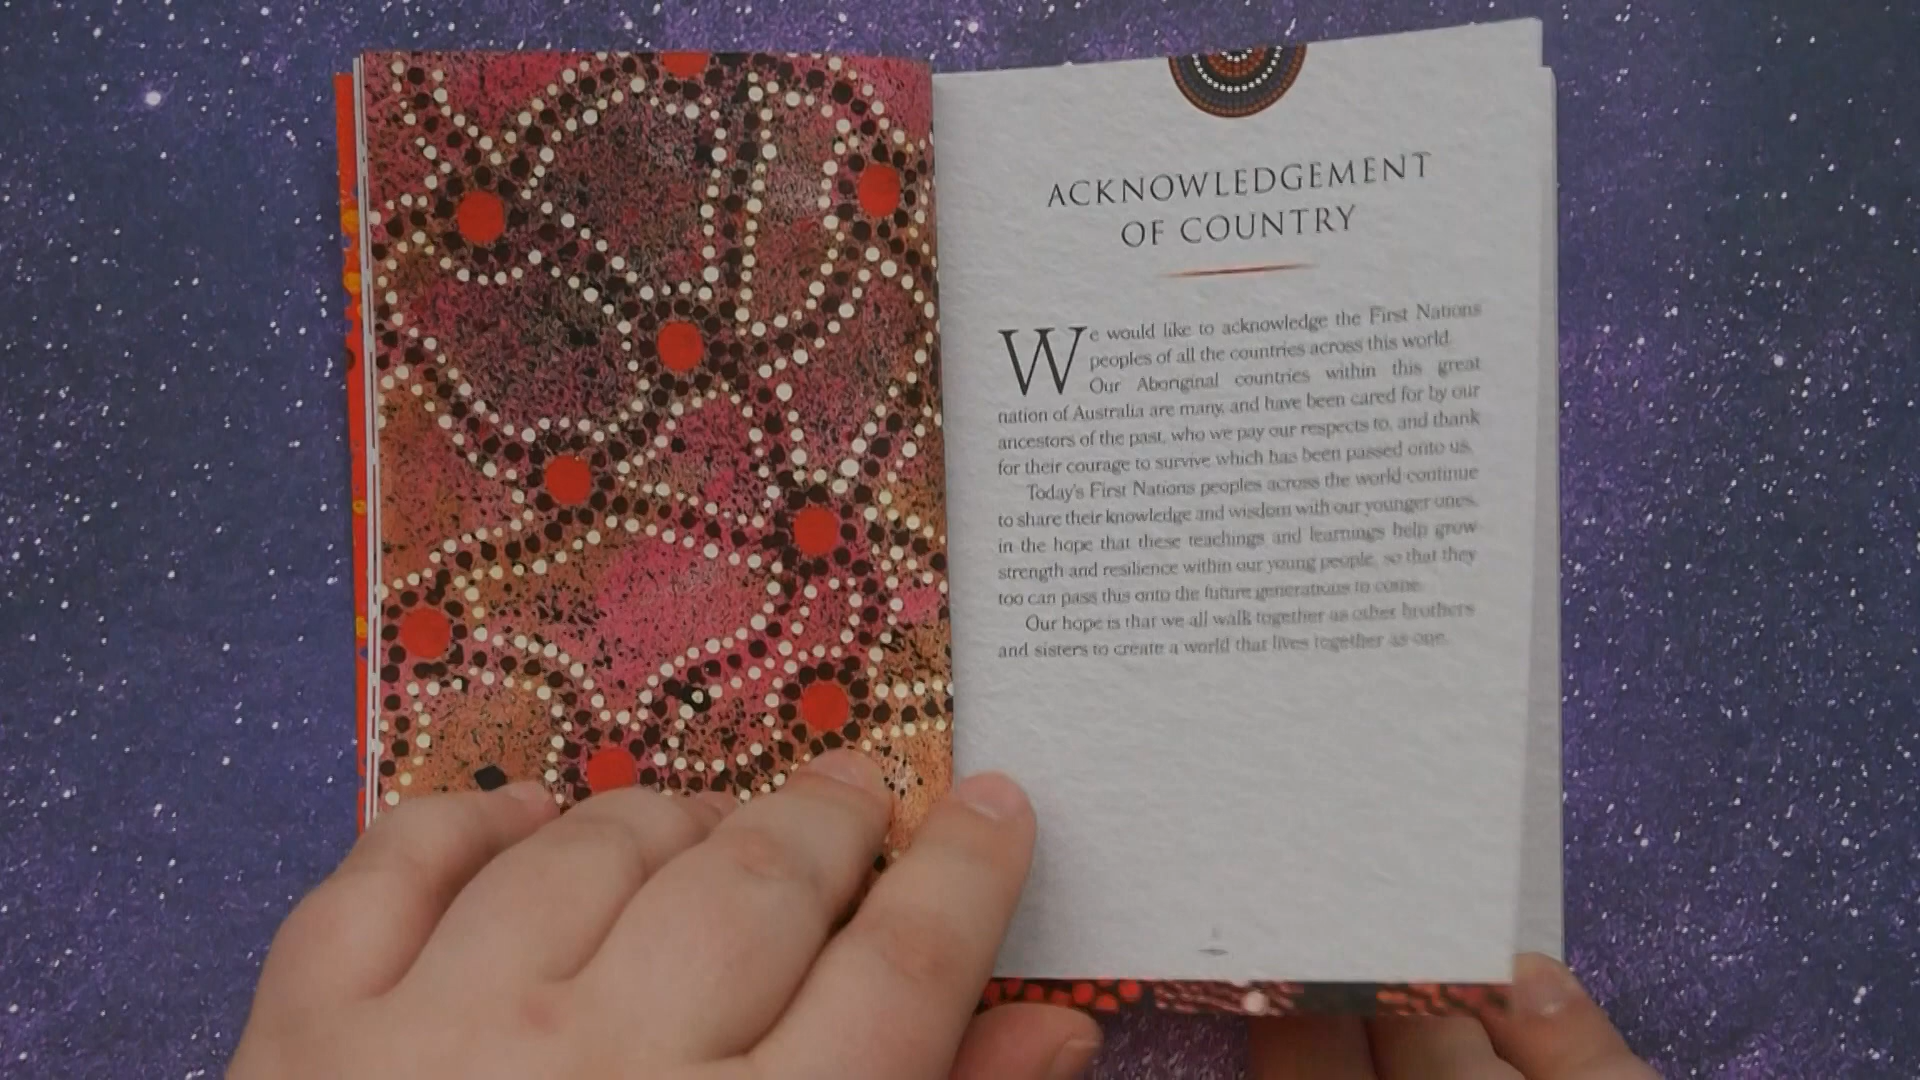 ACKNOWLEDGEMENT
OF COUNTRY
We would like to acknowledge the First Nations
peoples of all the countries across this world.
Our Aboriginal countries within this great
nation of Australia are many, and have been cared for by our
ancestors of the past, who we pay our respects to, and thank
for their courage to survive which has been passed onto us.
Today's First Nations peoples across the world continue
to share their knowledge and wisdom with our younger ones,
in the hope that these teachings and learnings help grow
strength and resilience within our young people, so that they
too can pass this onto the future generations to come.
Our hope is that we all walk together as other brothers
and sisters to create a world that lives together as one.